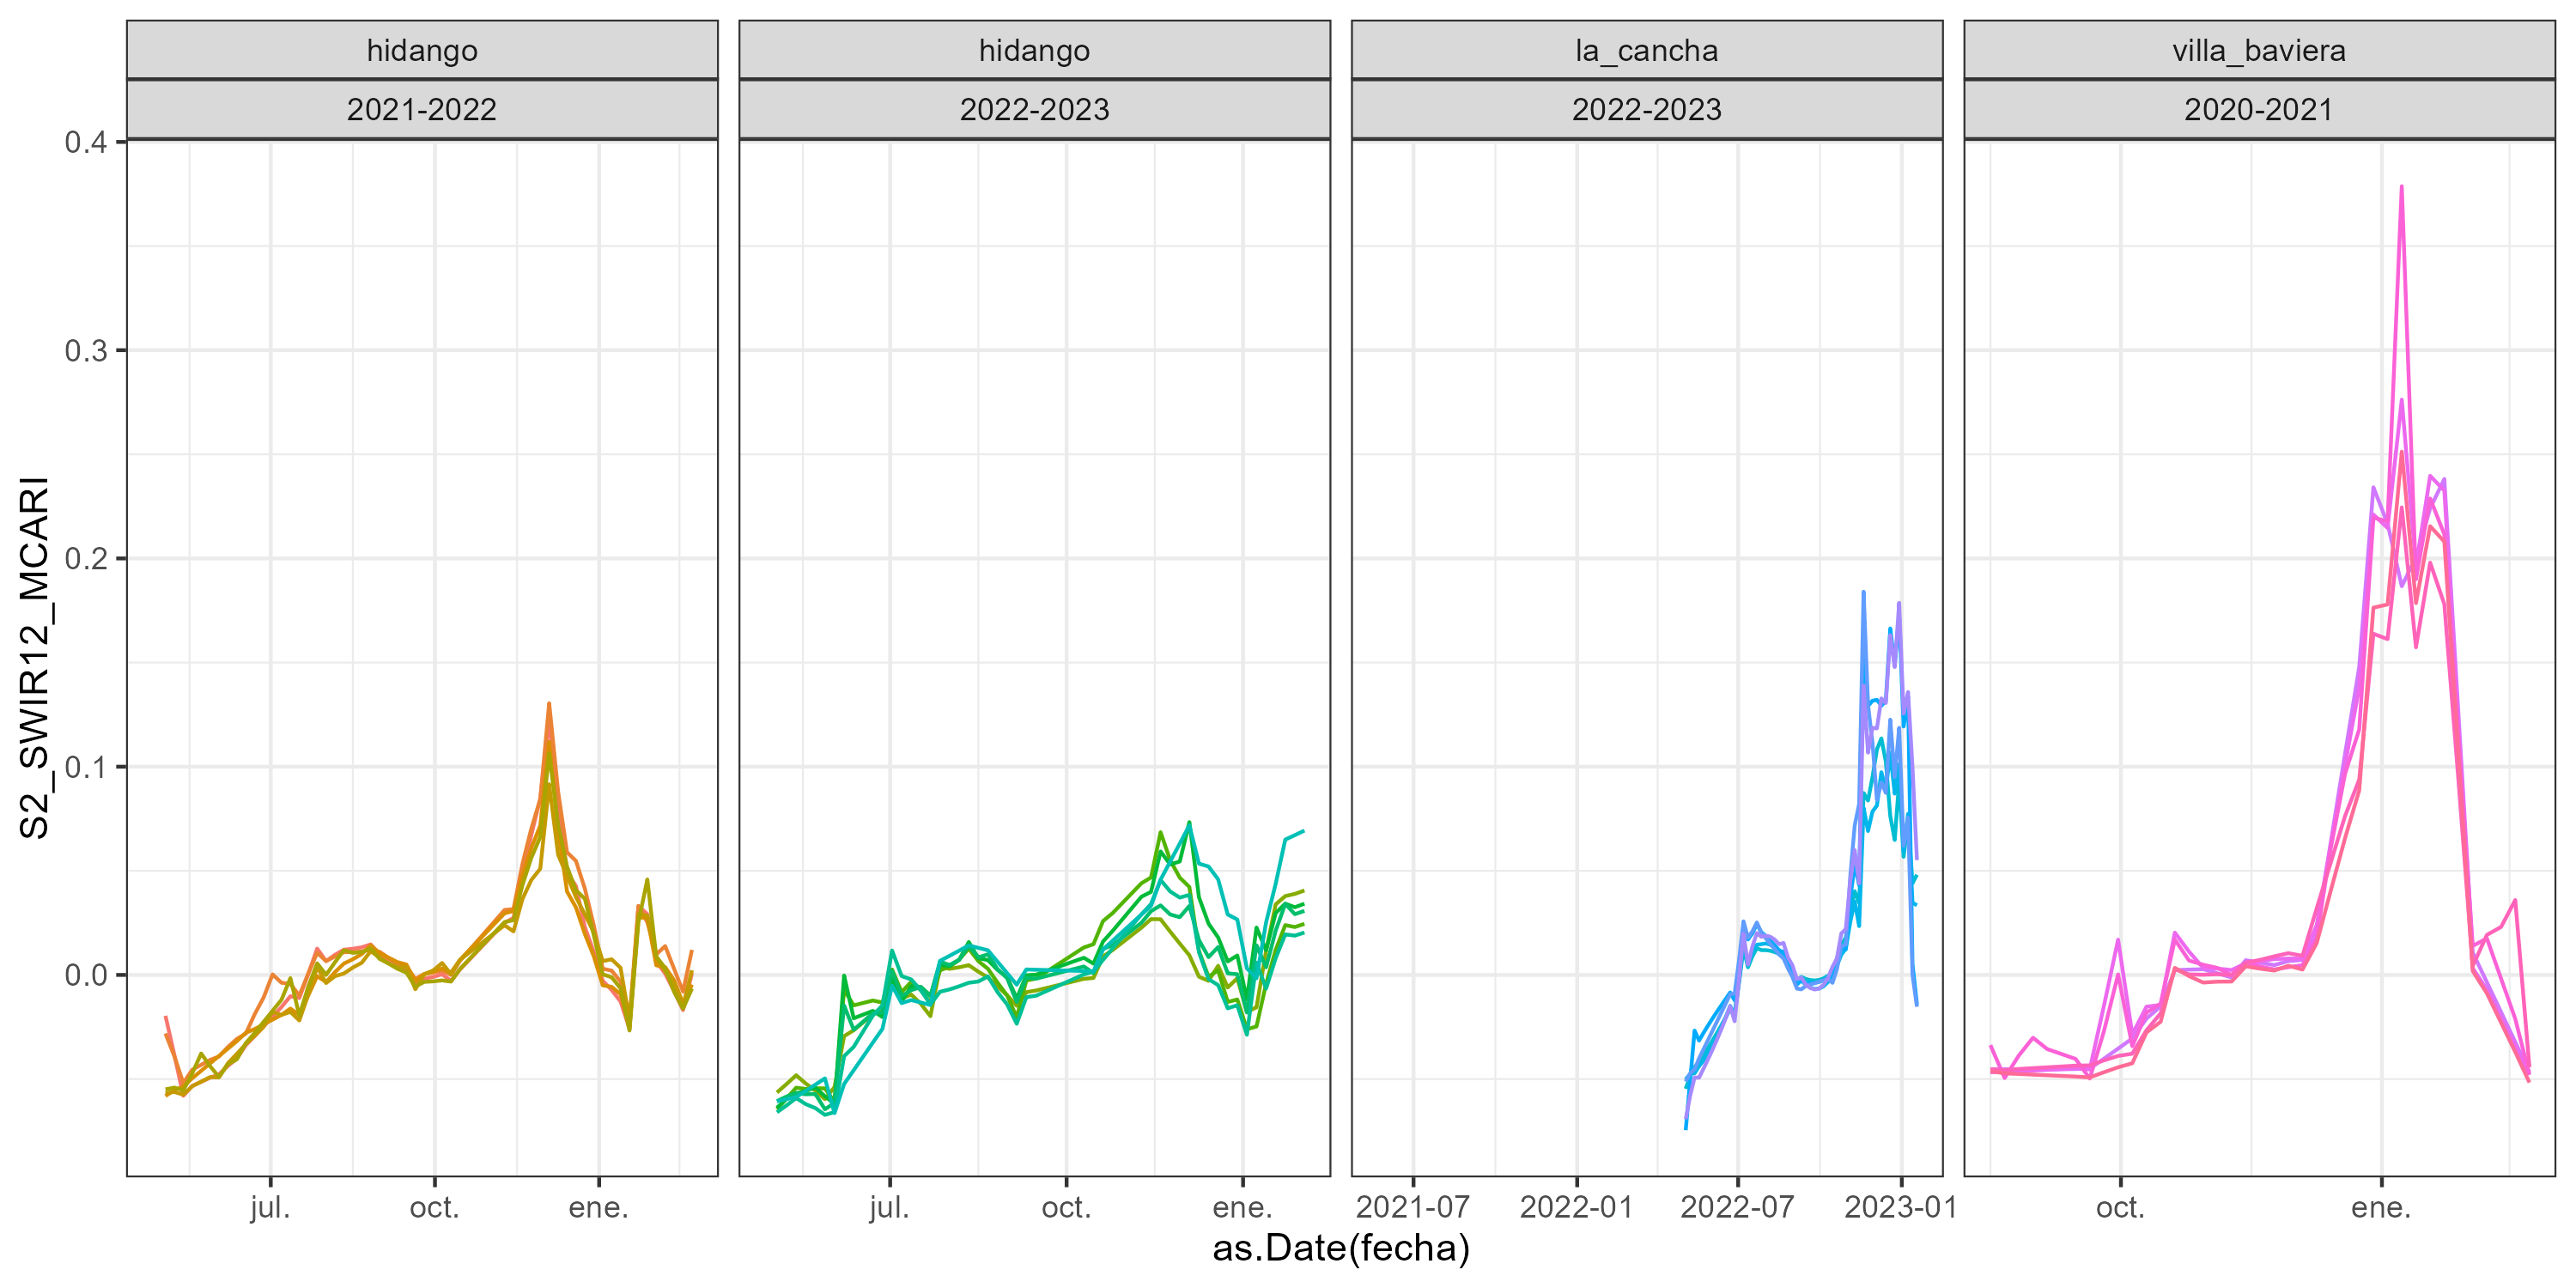 hidango hidango la_cancha villa_baviera
2021-2022 2022-2023 2022-2023 2020-2021
0.4
0.3
0.2
0.1
0.0
S2_SWIR12_MCARI
jul. oct. ene. jul. oct. ene. 2021-07 2022-01 2022-07 2023-01 oct. ene.
as.Date(fecha)